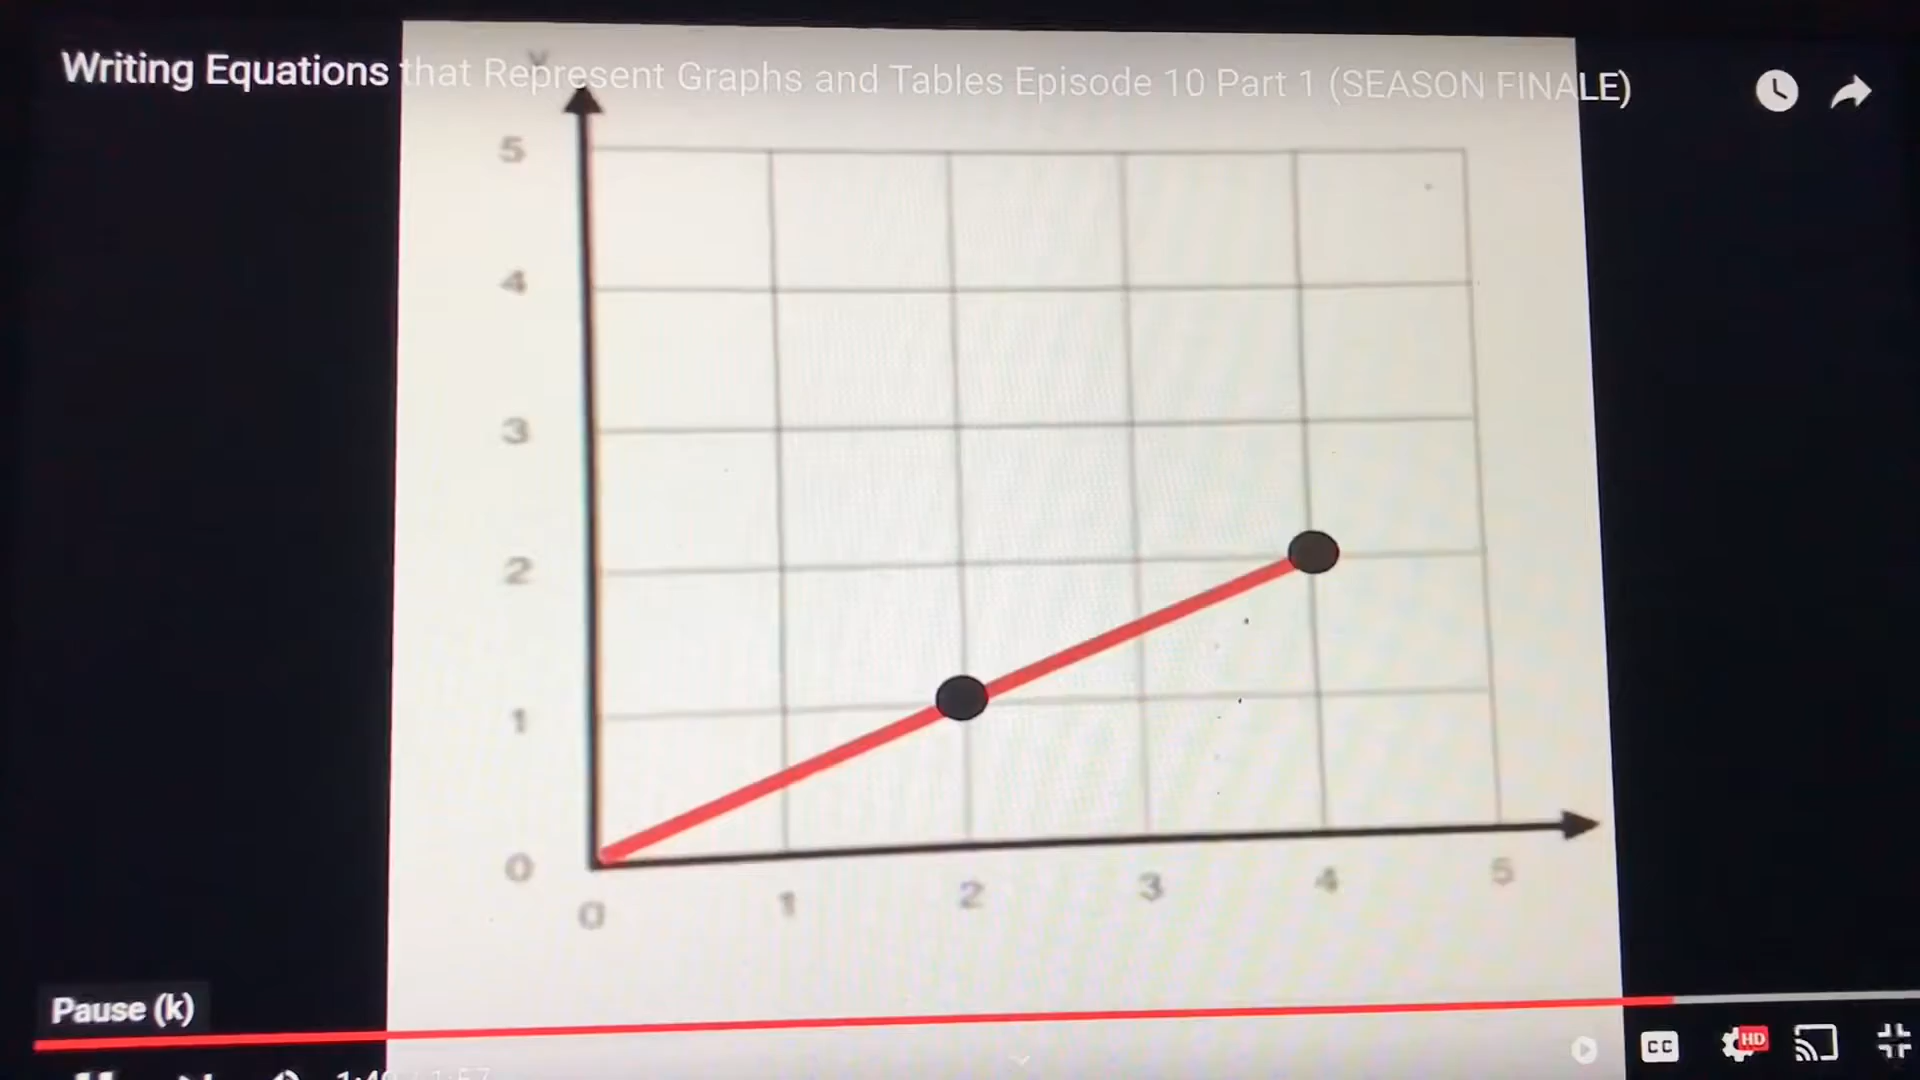 Writing Equations that Represent Graphs and Tables Episode 10 Part 1 (SEASON FINALE)
5
4
3
2
1
0
0 1 2 3 4 5
Pause (k)
CC
HD